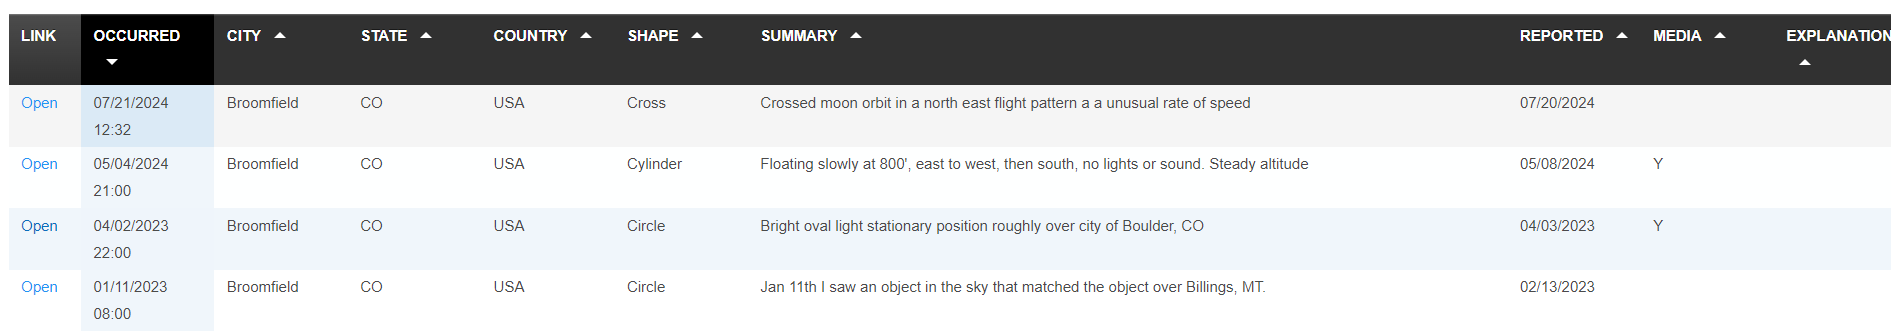 LINK OCCURRED CITY STATE COUNTRY SHAPE SUMMARY REPORTED MEDIA EXPLANATION
Open 07/21/2024 Broomfield CO USA Cross Crossed moon orbit in a north east flight pattern a a unusual rate of speed 07/20/2024
12:32
Open 05/04/2024 Broomfield CO USA Cylinder Floating slowly at 800', east to west, then south, no lights or sound. Steady altitude 05/08/2024 Y
21:00
Open 04/02/2023 Broomfield CO USA Circle Bright oval light stationary position roughly over city of Boulder, CO 04/03/2023 Y
22:00
Open 01/11/2023 Broomfield CO USA Circle Jan 11th I saw an object in the sky that matched the object over Billings, MT. 02/13/2023
08:00